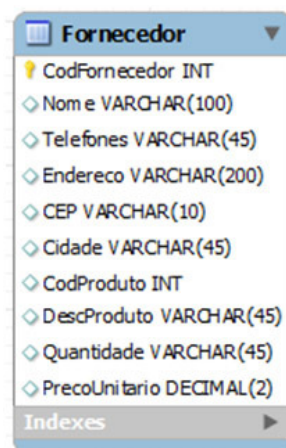 Fornecedor
CodFornecedor INT
Nome VARCHAR(100)
Telefones VARCHAR(45)
Endereco VARCHAR(200)
CEP VARCHAR(10)
Cidade VARCHAR(45)
CodProduto INT
DescProduto VARCHAR(45)
Quantidade VARCHAR(45)
PrecoUnitario DECIMAL(2)
Indexes